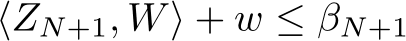 ⟨Z_{N+1}, W⟩ + w ≤ β_{N+1}